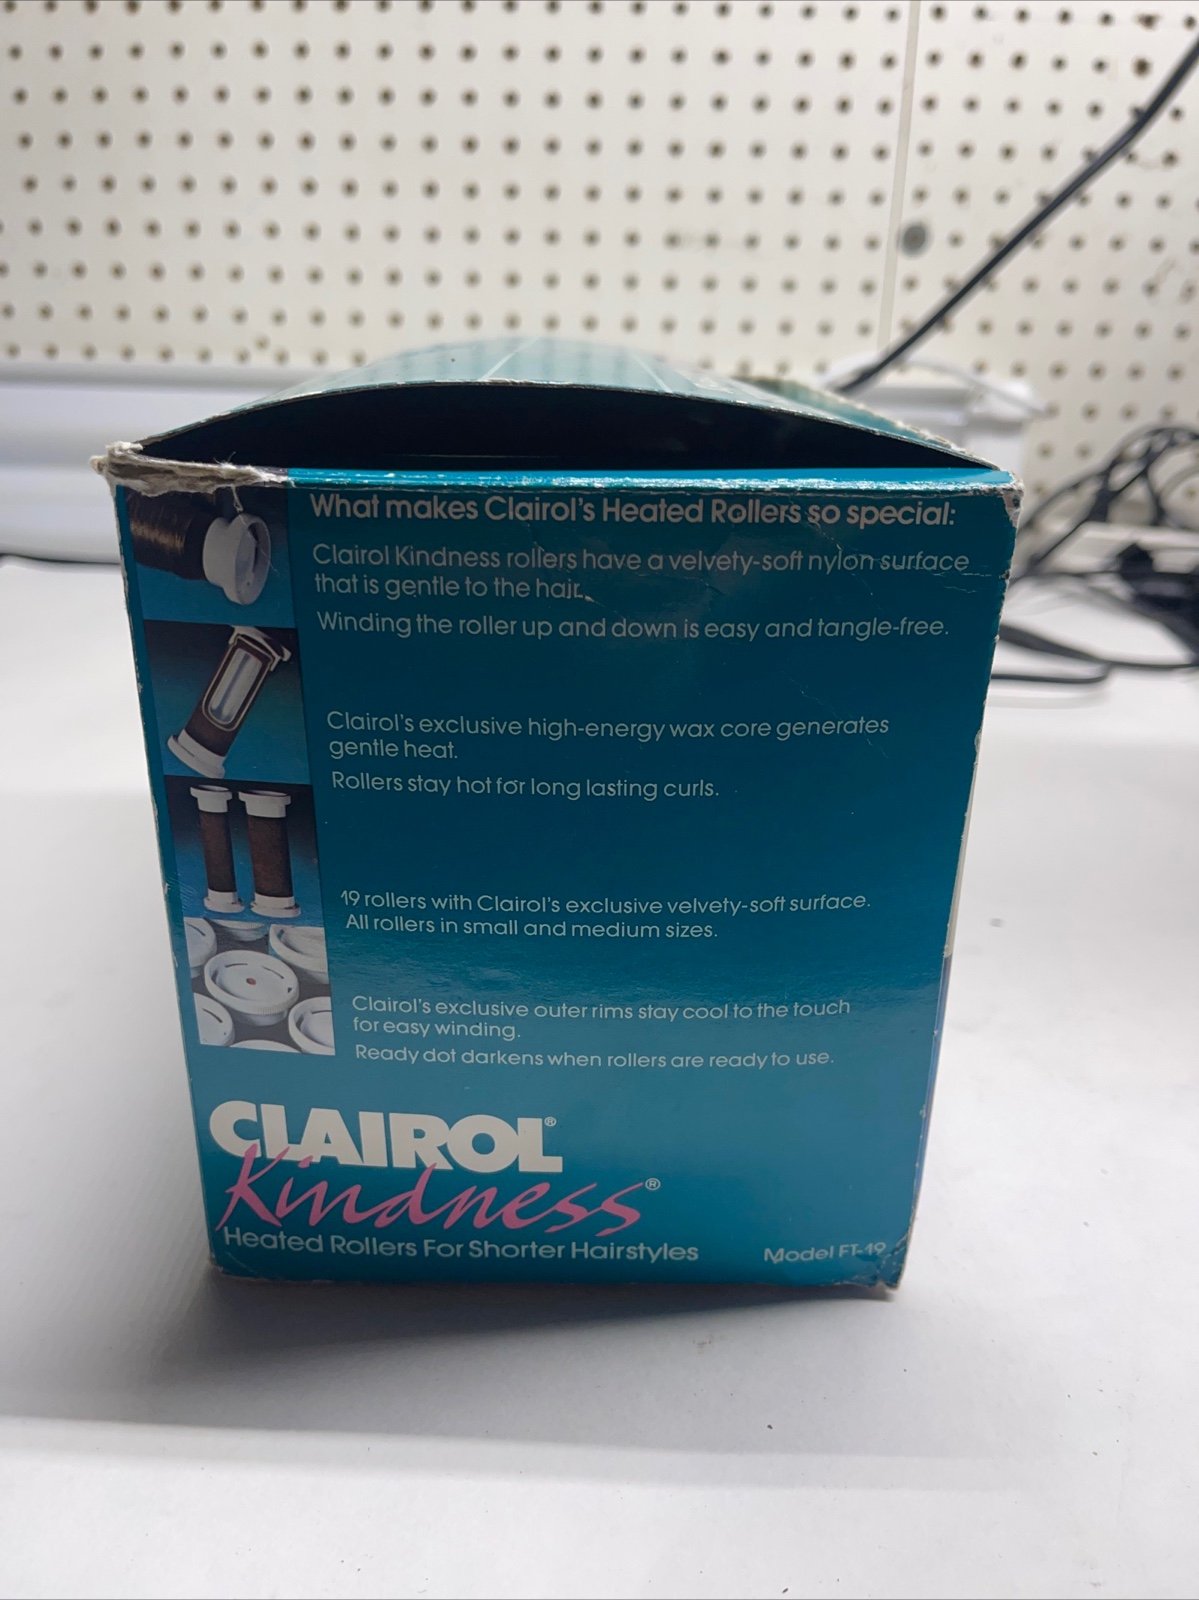 What makes Clairol's Heated Rollers so special:
Clairol Kindness rollers have a velvety-soft nylon surface
that is gentle to the hair.
Winding the roller up and down is easy and tangle-free.
Clairol's exclusive high-energy wax core generates
gentle heat.
Rollers stay hot for long lasting curls.
19 rollers with Clairol's exclusive velvety-soft surface.
All rollers in small and medium sizes.
Clairol's exclusive outer rims stay cool to the touch
for easy winding.
Ready dot darkens when rollers are ready to use.
CLAIROL®
Kindness®
Heated Rollers For Shorter Hairstyles
Model FT-19